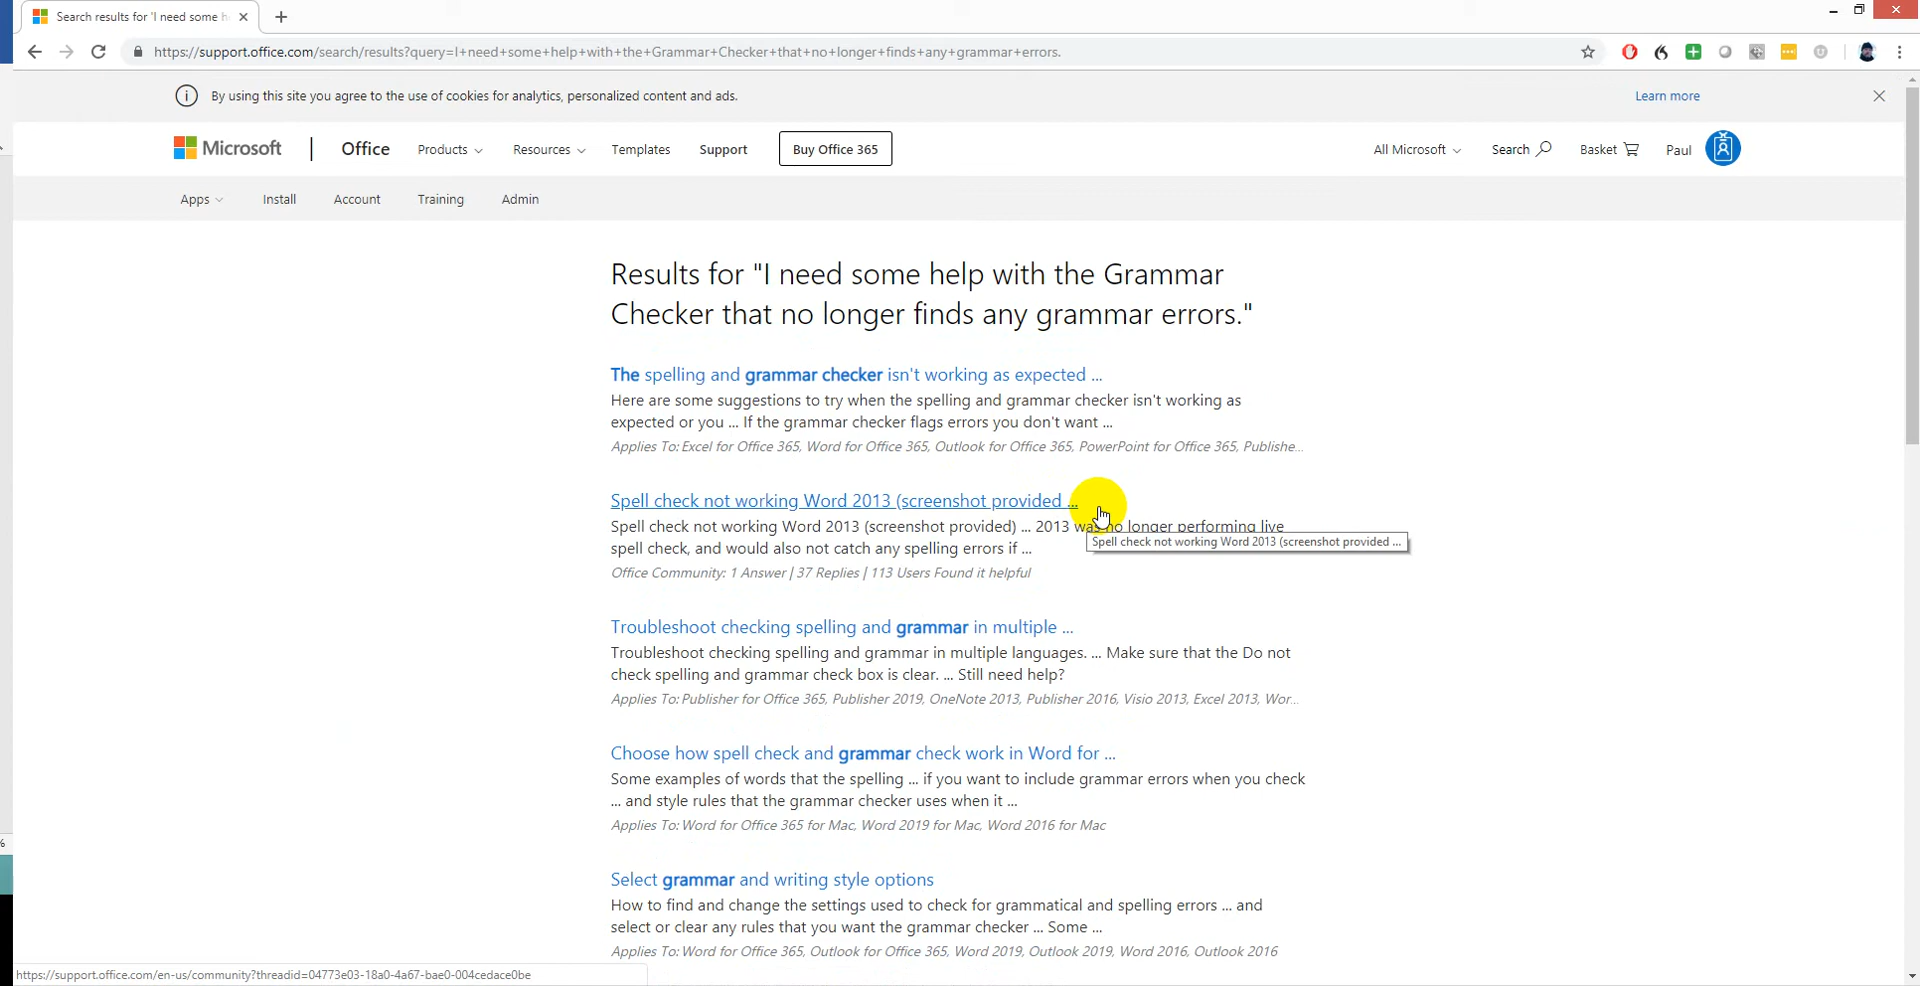 Search results for 'I need some h
https://support.office.com/search/results?query=I+need+some+help+with+the+Grammar+Checker+that+no+longer+finds+any+grammar+errors.
By using this site you agree to the use of cookies for analytics, personalized content and ads. Learn more
Microsoft | Office Products Resources Templates Support Buy Office 365 All Microsoft Search Basket Paul
Apps Install Account Training Admin
Results for "I need some help with the Grammar
Checker that no longer finds any grammar errors."
The spelling and grammar checker isn't working as expected ...
Here are some suggestions to try when the spelling and grammar checker isn't working as
expected or you ... If the grammar checker flags errors you don't want ...
Applies To: Excel for Office 365, Word for Office 365, Outlook for Office 365, PowerPoint for Office 365, Publishe...
Spell check not working Word 2013 (screenshot provided ...
Spell check not working Word 2013 (screenshot provided) ... 2013 was no longer performing live
Spell check not working Word 2013 (screenshot provided ...
spell check, and would also not catch any spelling errors if ...
Office Community: 1 Answer | 37 Replies | 113 Users Found it helpful
Troubleshoot checking spelling and grammar in multiple ...
Troubleshoot checking spelling and grammar in multiple languages. ... Make sure that the Do not
check spelling and grammar check box is clear. ... Still need help?
Applies To: Publisher for Office 365, Publisher 2019, OneNote 2013, Publisher 2016, Visio 2013, Excel 2013, Wor...
Choose how spell check and grammar check work in Word for ...
Some examples of words that the spelling ... if you want to include grammar errors when you check
... and style rules that the grammar checker uses when it ...
Applies To: Word for Office 365 for Mac, Word 2019 for Mac, Word 2016 for Mac
%
Select grammar and writing style options
How to find and change the settings used to check for grammatical and spelling errors ... and
select or clear any rules that you want the grammar checker ... Some ...
Applies To: Word for Office 365, Outlook for Office 365, Word 2019, Outlook 2019, Word 2016, Outlook 2016
https://support.office.com/en-us/community?threadid=04773e03-18a0-4a67-bae0-004cedace0be